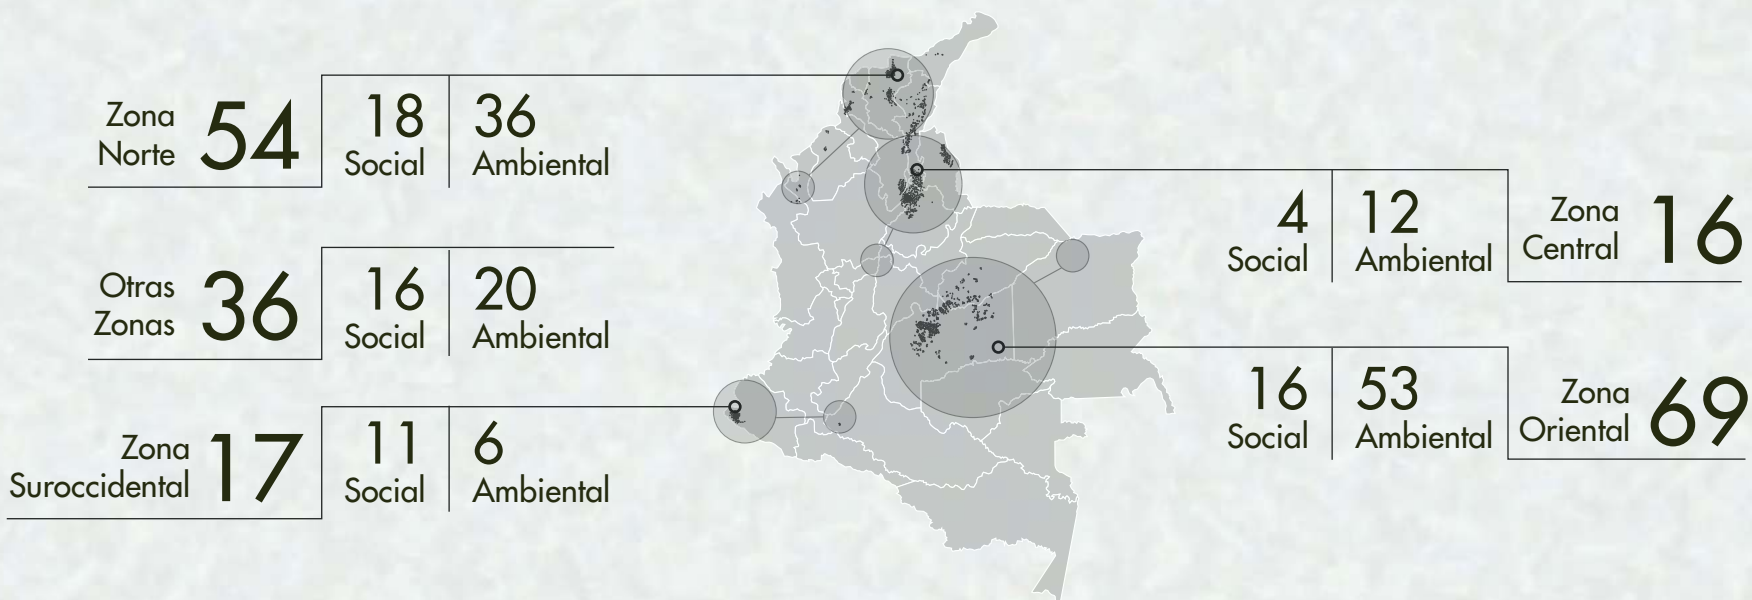 Zona
Norte
54
18
Social
36
Ambiental
Otras
Zonas
36
16
Social
20
Ambiental
Zona
Suroccidental
17
11
Social
6
Ambiental
4
Social
12
Ambiental
Zona
Central
16
16
Social
53
Ambiental
Zona
Oriental
69